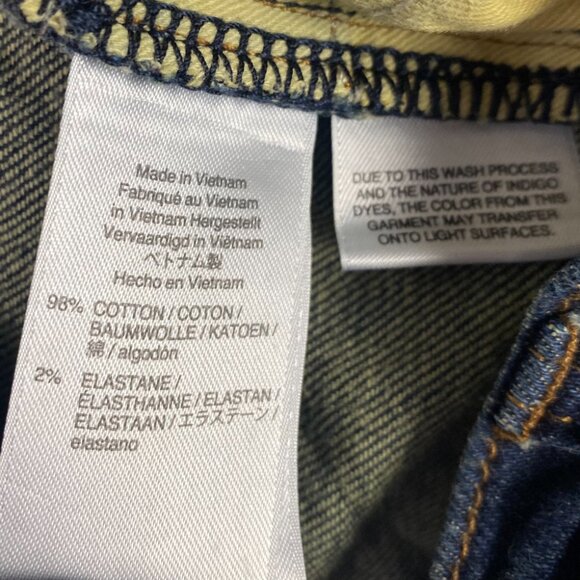 Made in Vietnam
Fabriqué au Vietnam
in Vietnam Hergestellt
Vervaardigd in Viëtnam
ベトナム製
Hecho en Vietnam
98% COTTON / COTON /
BAUMWOLLE / KATOEN /
綿 / algodón
2% ELASTANE /
ÉLASTHANNE / ELASTAN /
ELASTAAN / エラステーン /
elastano
DUE TO THIS WASH PROCESS
AND THE NATURE OF INDIGO
DYES, THE COLOR FROM THIS
GARMENT MAY TRANSFER
ONTO LIGHT SURFACES.